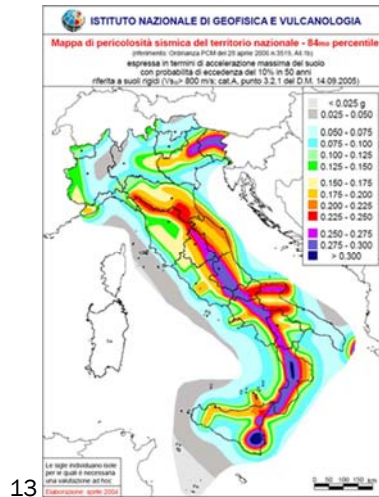 ISTITUTO NAZIONALE DI GEOFISICA E VULCANOLOGIA
Mappa di pericolosità sismica del territorio nazionale - 84mo percentile
(riferimento: Ordinanza PCM del 28 aprile 2006 n.3519, All.1b)
espressa in termini di accelerazione massima del suolo
con probabilità di eccedenza del 10% in 50 anni
riferita a suoli rigidi (Vs₃₀> 800 m/s; cat.A, punto 3.2.1 del D.M. 14.09.2005)
< 0.025 g
0.025 - 0.050
0.050 - 0.075
0.075 - 0.100
0.100 - 0.125
0.125 - 0.150
0.150 - 0.175
0.175 - 0.200
0.200 - 0.225
0.225 - 0.250
0.250 - 0.275
0.275 - 0.300
> 0.300
Le sigle individuano isole
per le quali è necessaria
una valutazione ad hoc
Elaborazione: aprile 2004
0 50 100 150
km
13